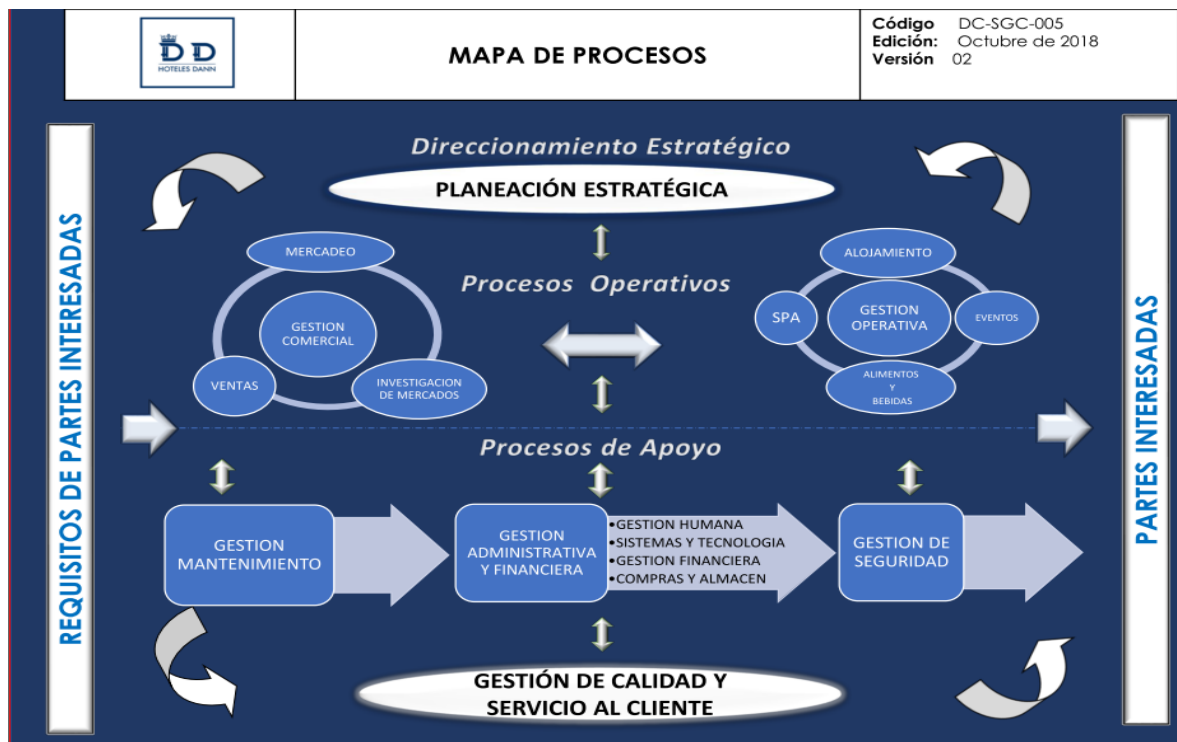 D D
HOTELES DANN
MAPA DE PROCESOS
Código DC-SGC-005
Edición: Octubre de 2018
Versión 02
REQUISITOS DE PARTES INTERESADAS
Direccionamiento Estratégico
PLANEACIÓN ESTRATÉGICA
Procesos Operativos
MERCADEO
GESTION
COMERCIAL
VENTAS
INVESTIGACION
DE MERCADOS
ALOJAMIENTO
SPA
GESTION
OPERATIVA
EVENTOS
ALIMENTOS
Y
BEBIDAS
Procesos de Apoyo
GESTION
MANTENIMIENTO
GESTION
ADMINISTRATIVA
Y FINANCIERA
•GESTION HUMANA
•SISTEMAS Y TECNOLOGIA
•GESTION FINANCIERA
•COMPRAS Y ALMACEN
GESTION DE
SEGURIDAD
GESTIÓN DE CALIDAD Y
SERVICIO AL CLIENTE
PARTES INTERESADAS